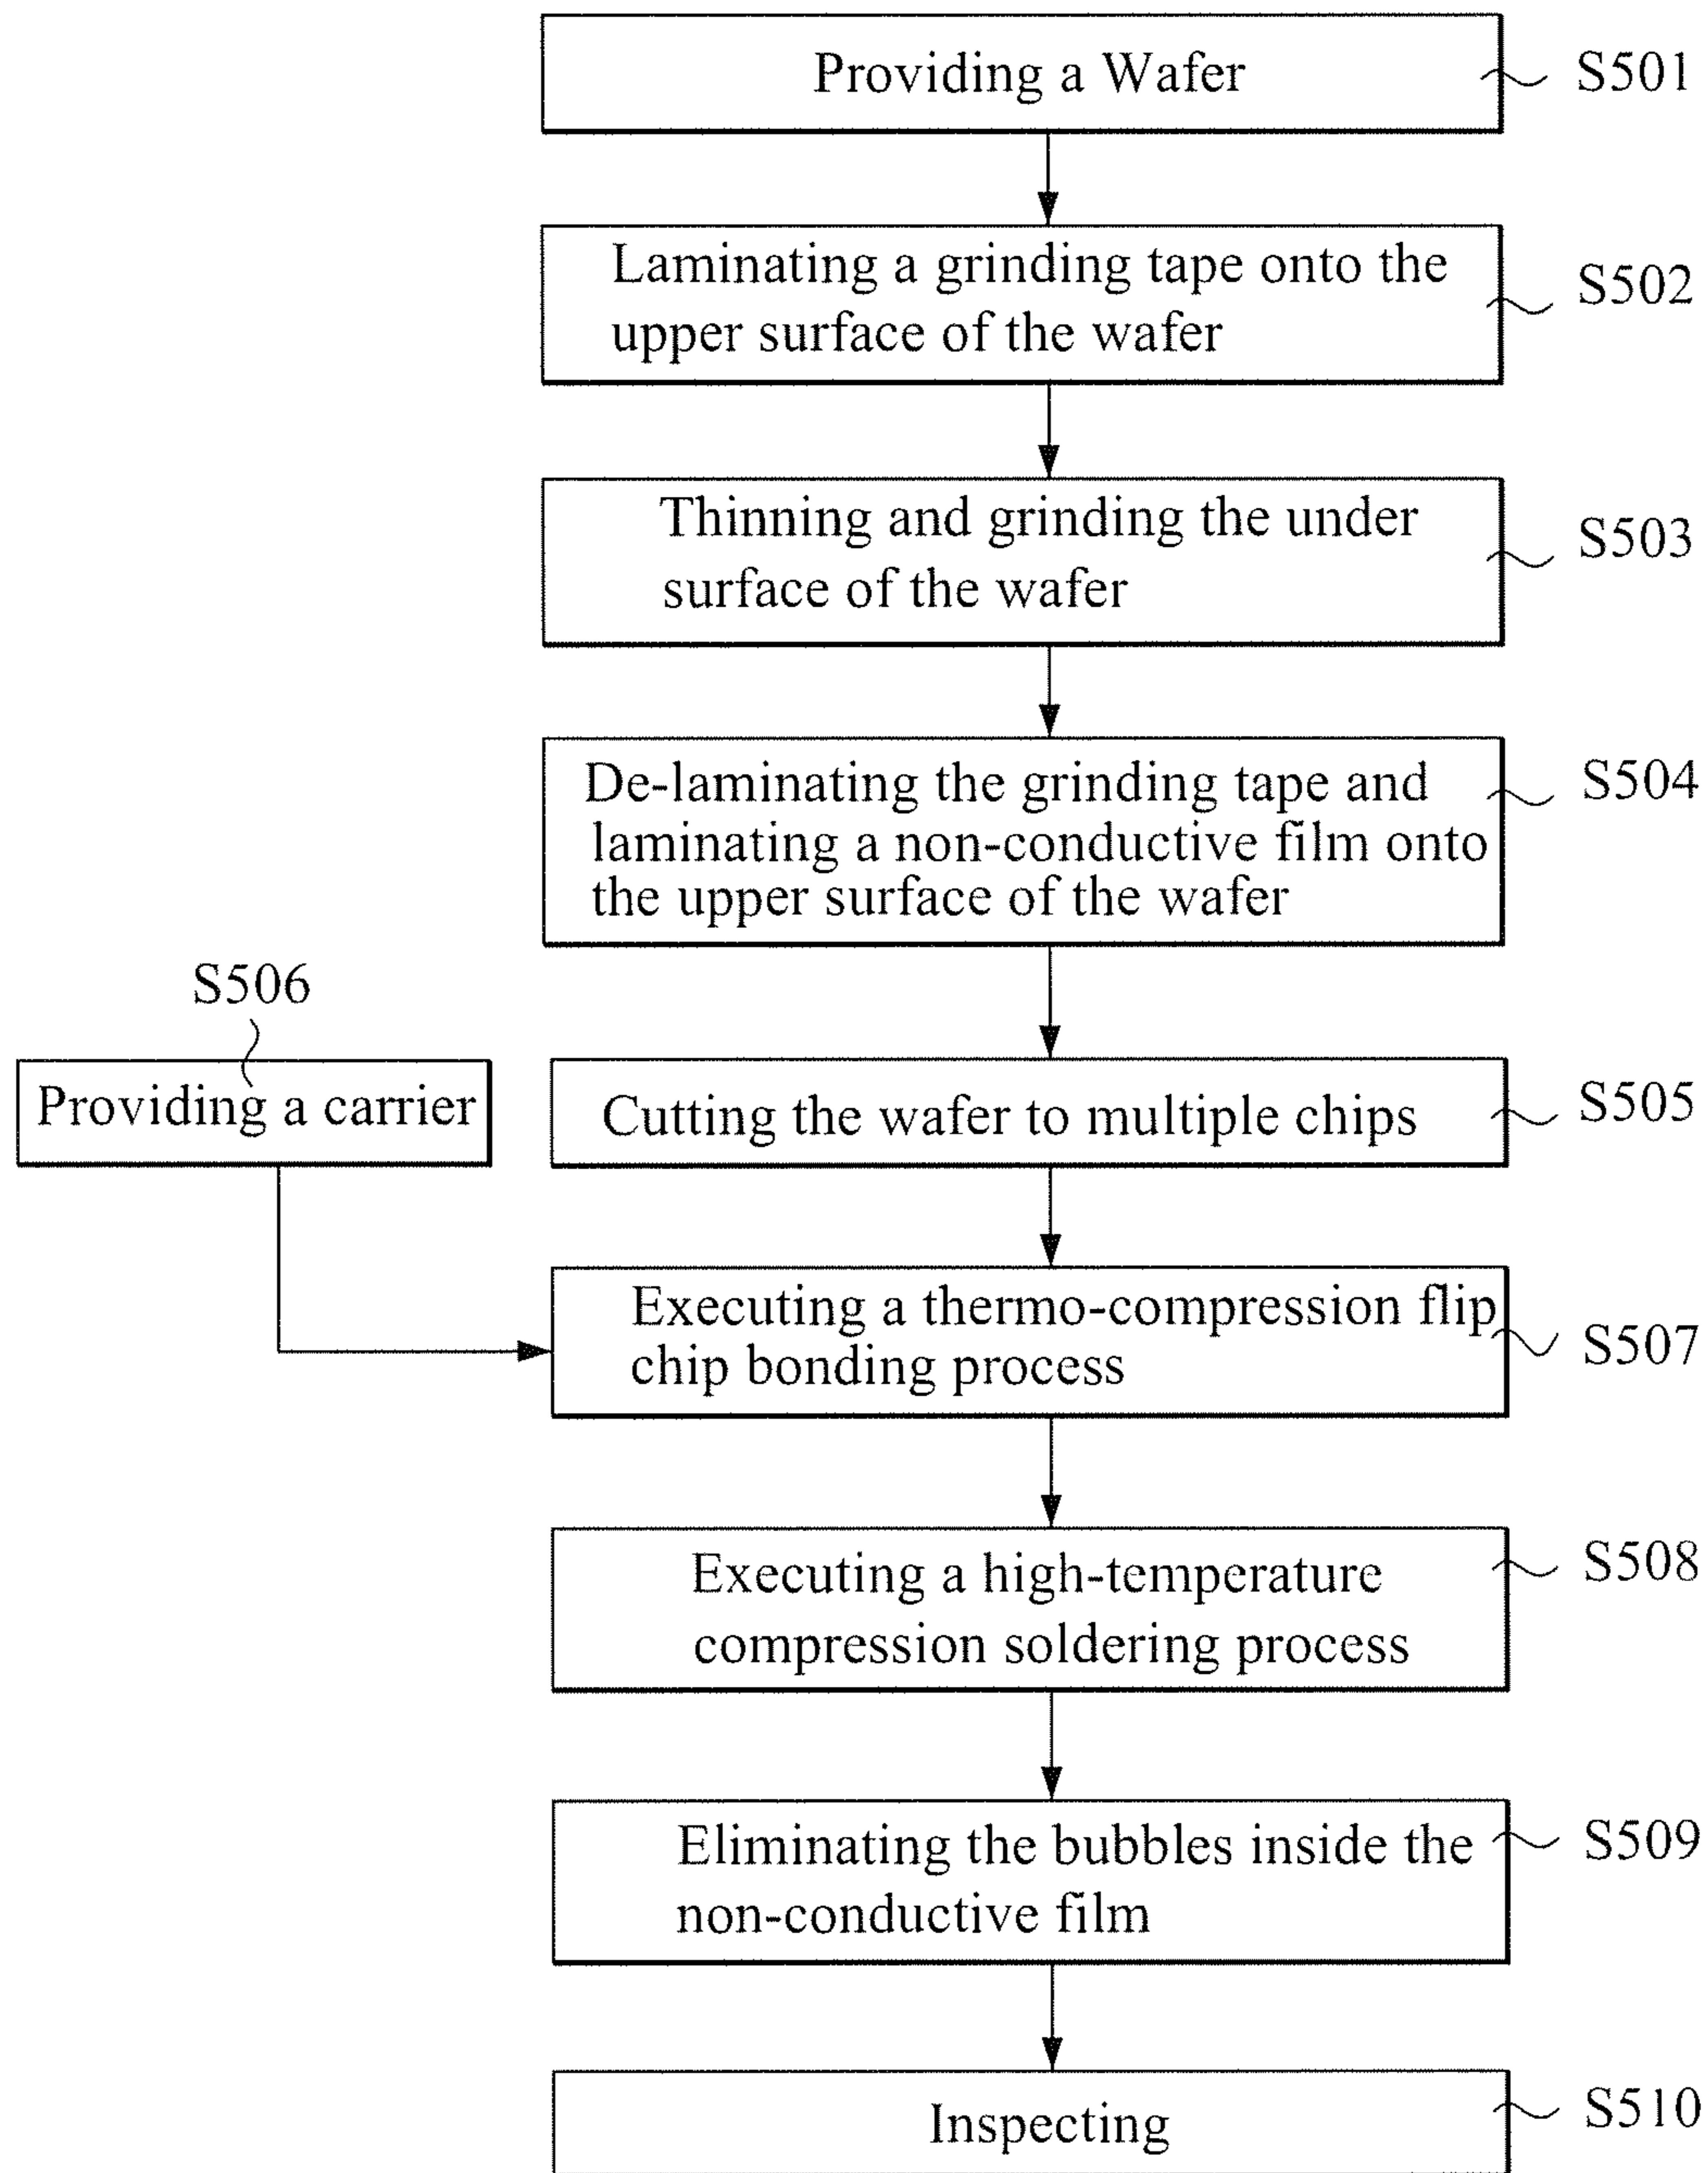 Providing a Wafer
S501
Laminating a grinding tape onto the
upper surface of the wafer
S502
Thinning and grinding the under
surface of the wafer
S503
De-laminating the grinding tape and
laminating a non-conductive film onto
the upper surface of the wafer
S504
S506
Providing a carrier
Cutting the wafer to multiple chips
S505
Executing a thermo-compression flip
chip bonding process
S507
Executing a high-temperature
compression soldering process
S508
Eliminating the bubbles inside the
non-conductive film
S509
Inspecting
S510